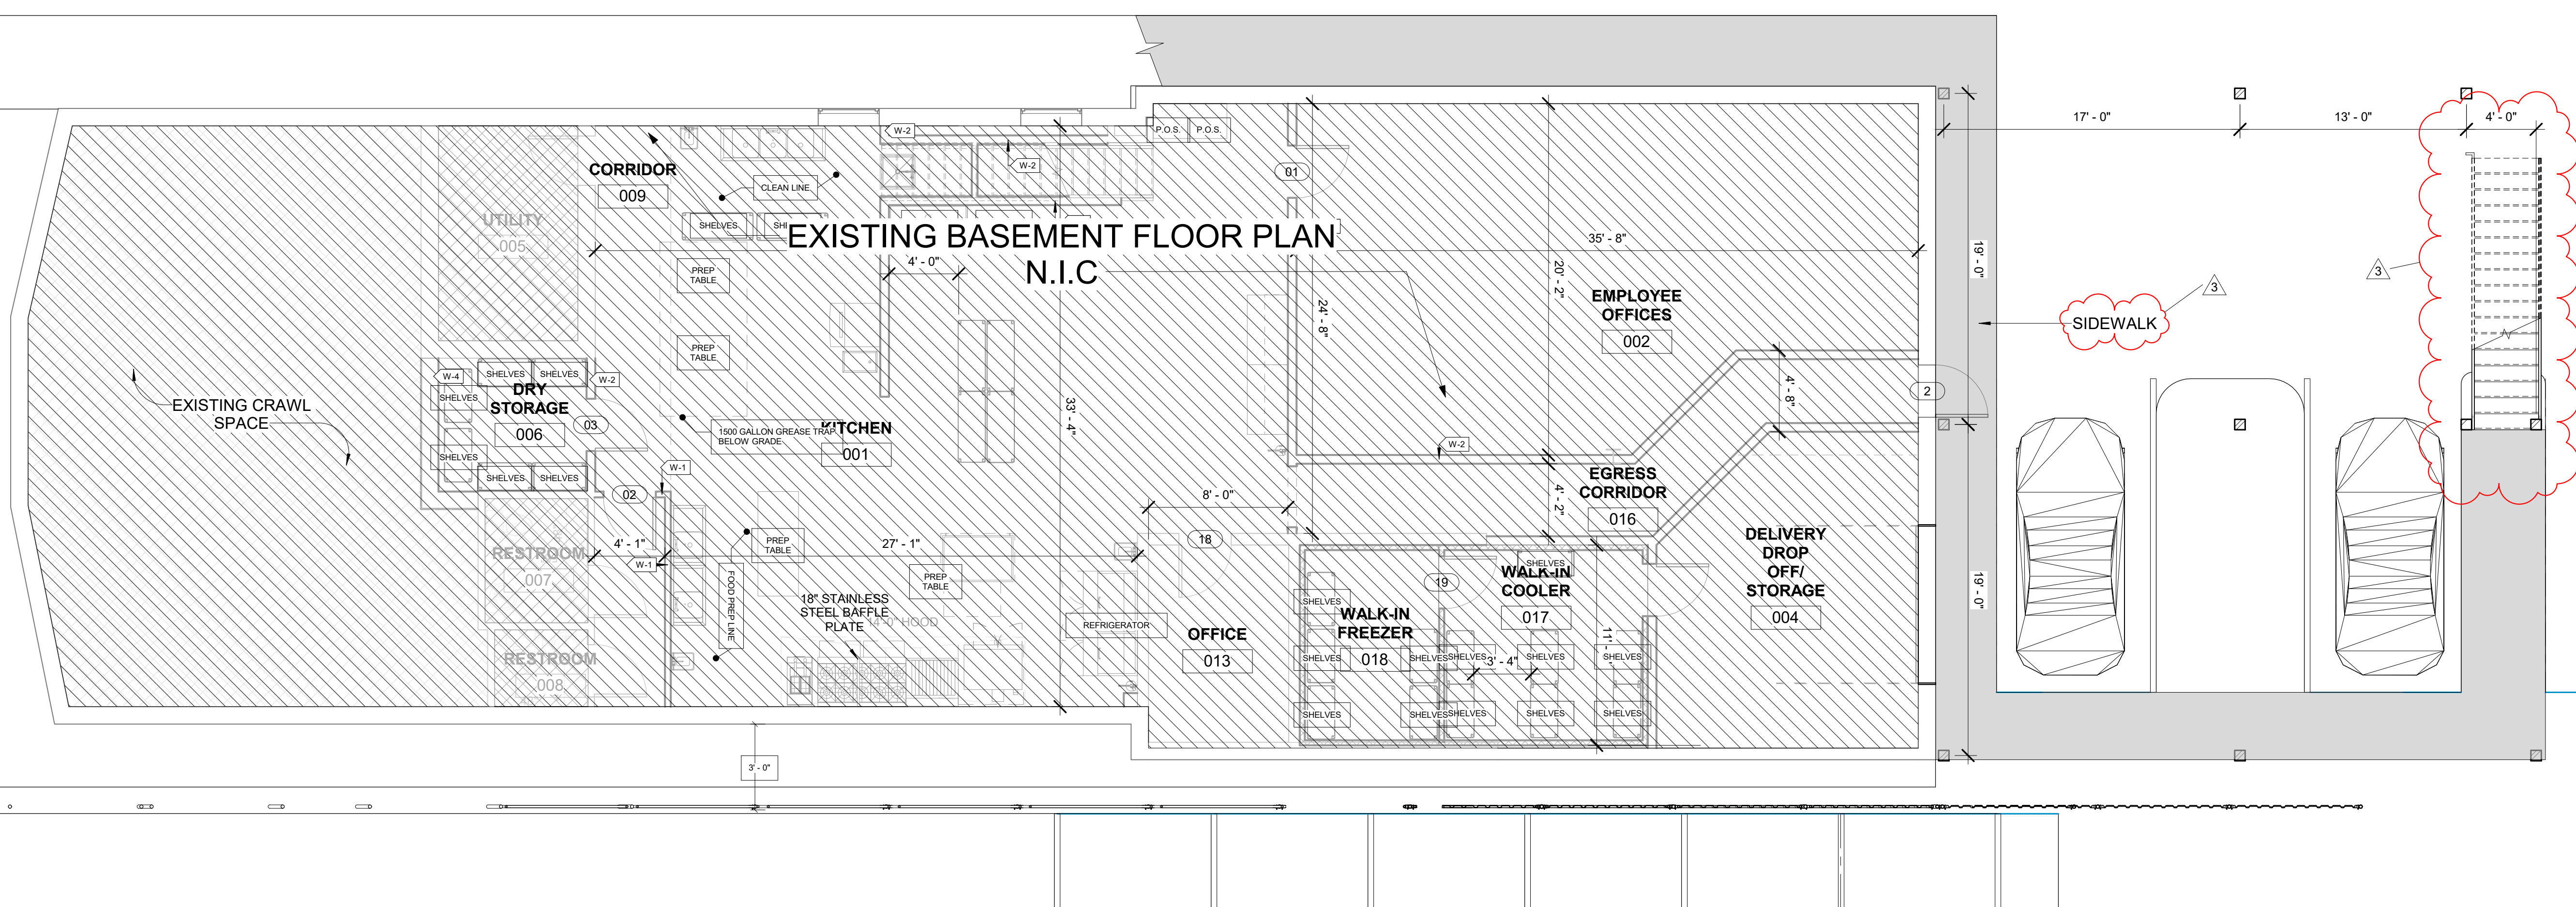 17' - 0"
13' - 0"
4' - 0"
W-2
P.O.S.
P.O.S.
W-2
CORRIDOR
009
CLEAN LINE
01
UTILITY
005
SHELVES
EXISTING BASEMENT FLOOR PLAN
N.I.C
35' - 8"
19' - 0"
4' - 0"
20' - 2"
24' - 8"
PREP
TABLE
EMPLOYEE
OFFICES
002
3
3
SIDEWALK
PREP
TABLE
W-4
SHELVES
SHELVES
W-2
SHELVES
DRY
STORAGE
006
4' - 8"
2
EXISTING CRAWL
SPACE
03
33' - 4"
1500 GALLON GREASE TRAP
BELOW GRADE
KITCHEN
001
W-2
SHELVES
W-1
SHELVES
SHELVES
02
8' - 0"
4' - 2"
EGRESS
CORRIDOR
016
4' - 1"
27' - 1"
PREP
TABLE
18
RESTROOM
007
W-1
FOOD PREP LINE
PREP
TABLE
19
SHELVES
WALK-IN
COOLER
017
DELIVERY
DROP
OFF/
STORAGE
004
19' - 0"
18" STAINLESS
STEEL BAFFLE
PLATE
14'-0" HOOD
REFRIGERATOR
OFFICE
013
SHELVES
WALK-IN
FREEZER
018
RESTROOM
008
SHELVES
SHELVES
SHELVES
3' - 4"
SHELVES
SHELVES
SHELVES
SHELVES
SHELVES
SHELVES
SHELVES
3' - 0"